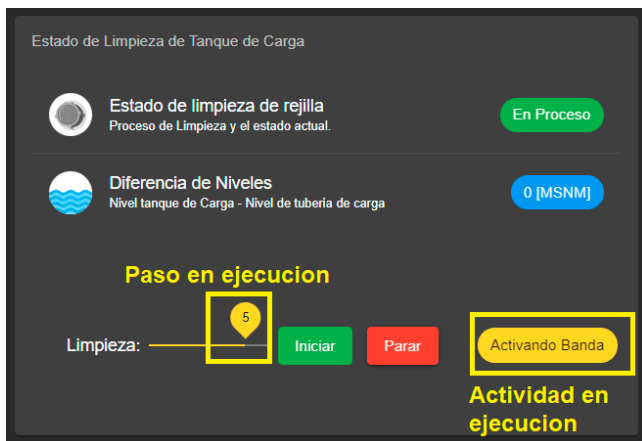 Estado de Limpieza de Tanque de Carga
Estado de limpieza de rejilla
Proceso de Limpieza y el estado actual.
En Proceso
Diferencia de Niveles
Nivel tanque de Carga - Nivel de tuberia de carga
0 [MSNM]
Paso en ejecucion
5
Limpieza:
Iniciar
Parar
Activando Banda
Actividad en
ejecucion